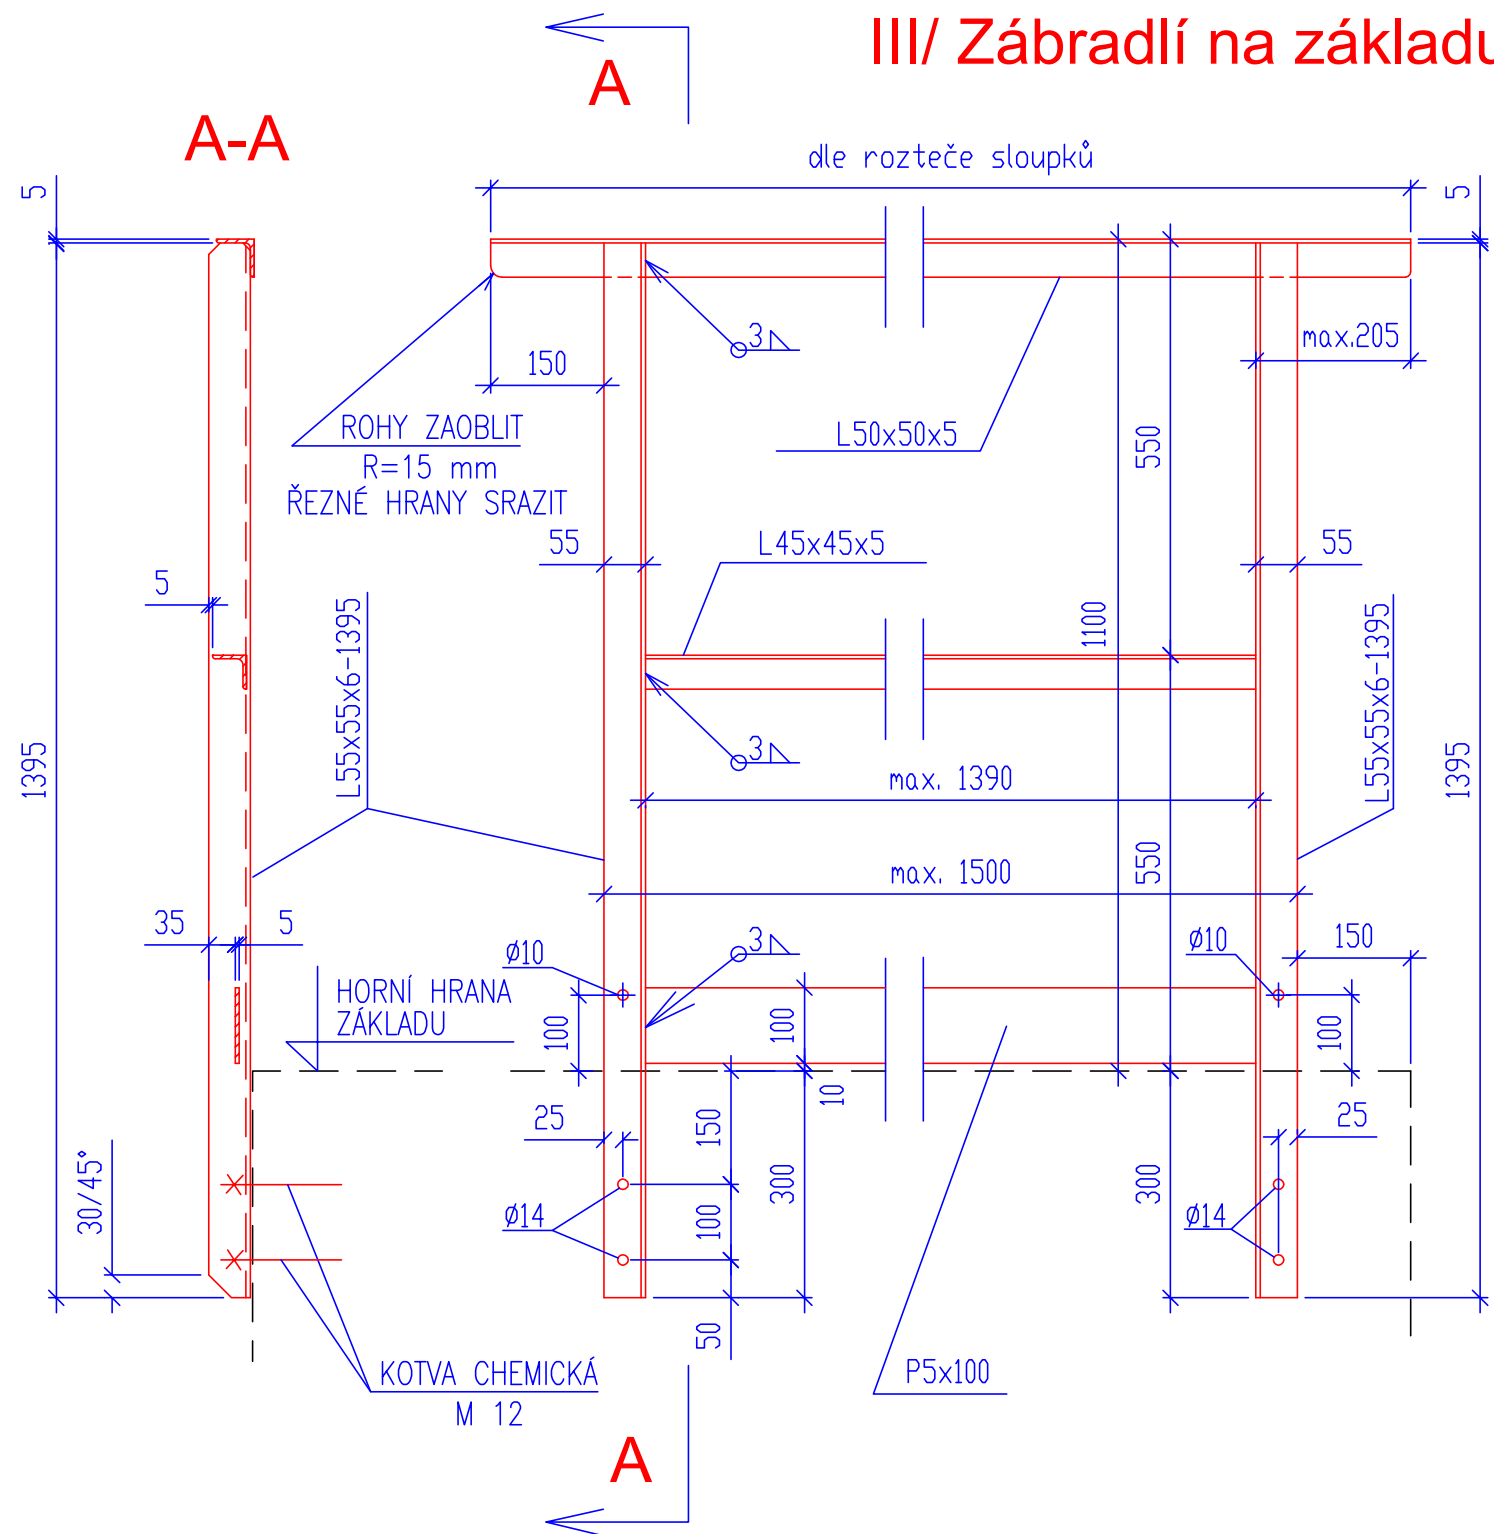 III/ Zábradlí na základu
A
A-A
dle rozteče sloupků
5
5
3
150
max.205
ROHY ZAOBLIT
R=15 mm
ŘEZNÉ HRANY SRAZIT
L50x50x5
550
55
L45x45x5
55
5
1100
L55x55x6-1395
L55x55x6-1395
1395
3
max. 1390
1395
max. 1500
550
35
5
3
ø10
ø10
150
HORNÍ HRANA
ZÁKLADU
100
100
100
10
25
150
25
30/45°
300
300
ø14
100
ø14
50
KOTVA CHEMICKÁ
M 12
P5x100
A